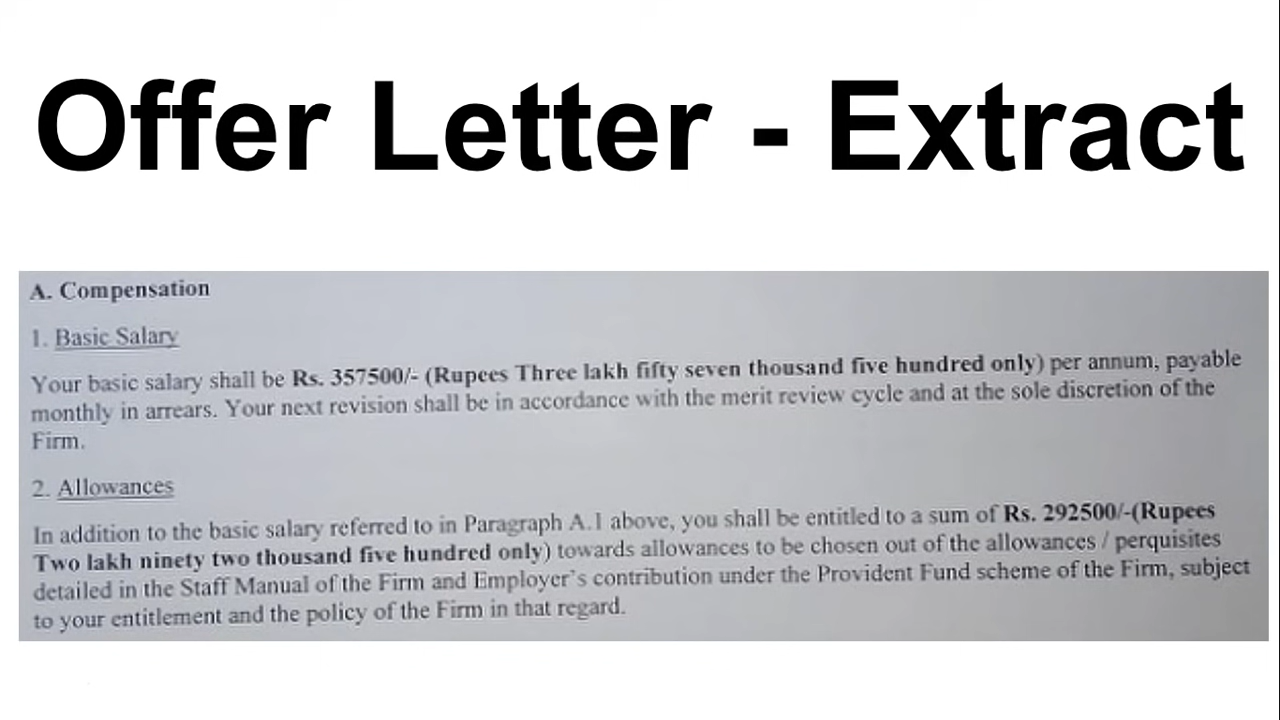 Offer Letter - Extract
A. Compensation
1. Basic Salary
Your basic salary shall be Rs. 357500/- (Rupees Three lakh fifty seven thousand five hundred only) per annum, payable
monthly in arrears. Your next revision shall be in accordance with the merit review cycle and at the sole discretion of the
Firm.
2. Allowances
In addition to the basic salary referred to in Paragraph A.1 above, you shall be entitled to a sum of Rs. 292500/-(Rupees
Two lakh ninety two thousand five hundred only) towards allowances to be chosen out of the allowances / perquisites
detailed in the Staff Manual of the Firm and Employer's contribution under the Provident Fund scheme of the Firm, subject
to your entitlement and the policy of the Firm in that regard.